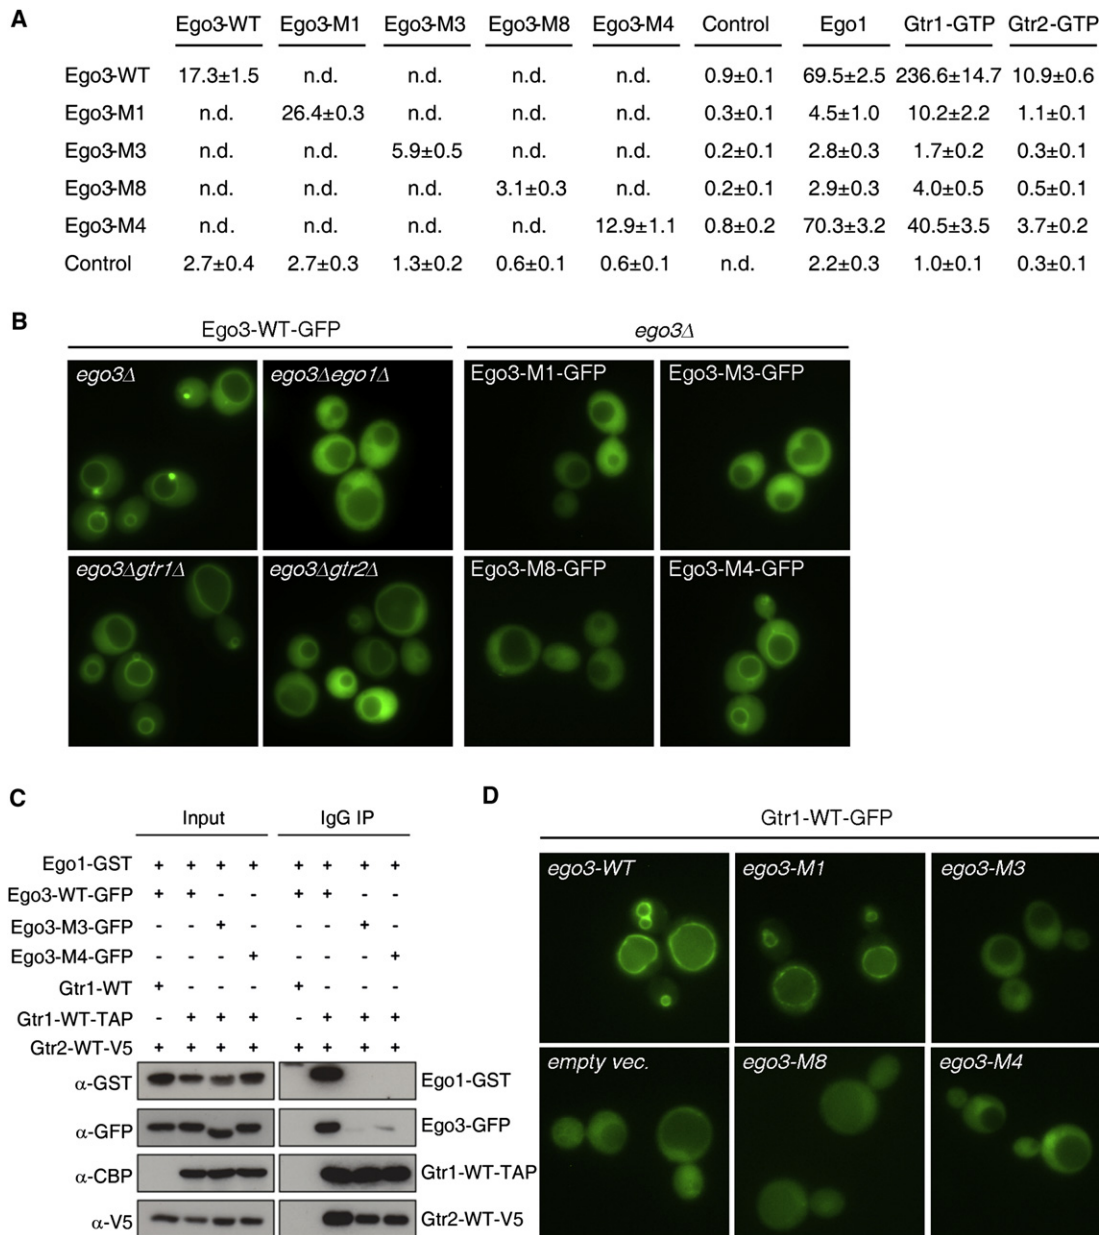 A
Ego3-WT Ego3-M1 Ego3-M3 Ego3-M8 Ego3-M4 Control Ego1 Gtr1-GTP Gtr2-GTP
Ego3-WT 17.3±1.5 n.d. n.d. n.d. n.d. 0.9±0.1 69.5±2.5 236.6±14.7 10.9±0.6
Ego3-M1 n.d. 26.4±0.3 n.d. n.d. n.d. 0.3±0.1 4.5±1.0 10.2±2.2 1.1±0.1
Ego3-M3 n.d. n.d. 5.9±0.5 n.d. n.d. 0.2±0.1 2.8±0.3 1.7±0.2 0.3±0.1
Ego3-M8 n.d. n.d. n.d. 3.1±0.3 n.d. 0.2±0.1 2.9±0.3 4.0±0.5 0.5±0.1
Ego3-M4 n.d. n.d. n.d. n.d. 12.9±1.1 0.8±0.2 70.3±3.2 40.5±3.5 3.7±0.2
Control 2.7±0.4 2.7±0.3 1.3±0.2 0.6±0.1 0.6±0.1 n.d. 2.2±0.3 1.0±0.1 0.3±0.1
B
Ego3-WT-GFP ego3Δ
ego3Δ ego3Δego1Δ Ego3-M1-GFP Ego3-M3-GFP
ego3Δgtr1Δ ego3Δgtr2Δ Ego3-M8-GFP Ego3-M4-GFP
C
Input IgG IP
Ego1-GST + + + + + + + +
Ego3-WT-GFP + + - - + + - -
Ego3-M3-GFP - - + - - - + -
Ego3-M4-GFP - - - + - - - +
Gtr1-WT + - - - + - - -
Gtr1-WT-TAP - + + + - + + +
Gtr2-WT-V5 + + + + + + + +
α-GST Ego1-GST
α-GFP Ego3-GFP
α-CBP Gtr1-WT-TAP
α-V5 Gtr2-WT-V5
D
Gtr1-WT-GFP
ego3-WT ego3-M1 ego3-M3
empty vec. ego3-M8 ego3-M4